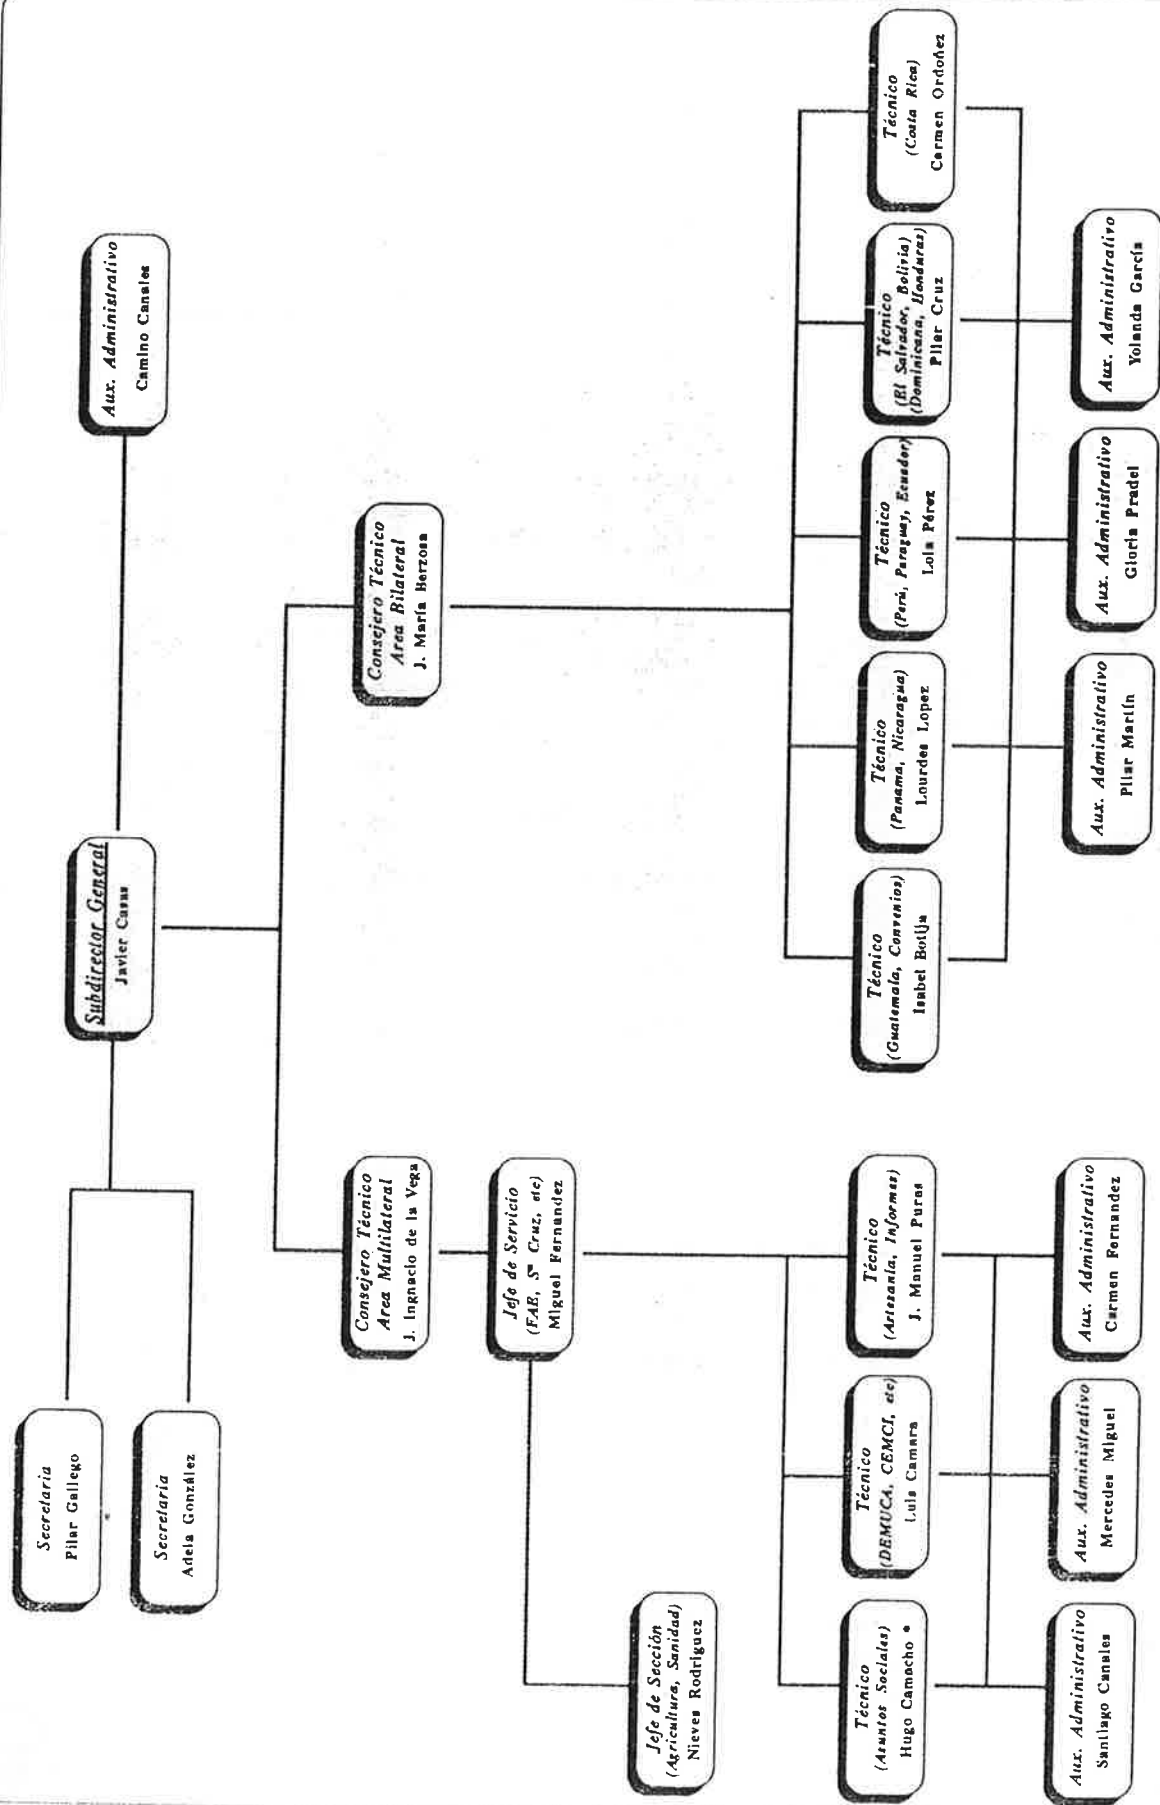 Secretaria
Pilar Gallego
Secretaria
Adela González
Subdirector General
Javier Casas
Aux. Administrativo
Camino Canales
Consejero Técnico
Area Multilateral
J. Ingnacio de la Vega
Consejero Técnico
Area Bilateral
J. María Berzosa
Jefe de Servicio
(FAE, Sª Cruz, etc)
Miguel Fernandez
Jefe de Sección
(Agricultura, Sanidad)
Nieves Rodriguez
Técnico
(Asuntos Sociales)
Hugo Camacho *
Técnico
(DEMUCA, CEMCI, etc)
Luis Camara
Técnico
(Artesanía, Informes)
J. Manuel Puras
Técnico
(Guatemala, Convenios)
Isabel Botija
Técnico
(Panama, Nicaragua)
Lourdes Lopez
Técnico
(Perú, Paraguay, Ecuador)
Lola Pérez
Técnico
(El Salvador, Bolivia)
(Dominicana, Honduras)
Pilar Cruz
Técnico
(Costa Rica)
Carmen Ordoñez
Aux. Administrativo
Santiago Canales
Aux. Administrativo
Mercedes Miguel
Aux. Administrativo
Carmen Fernandez
Aux. Administrativo
Pilar Martín
Aux. Administrativo
Gloria Pradel
Aux. Administrativo
Yolanda García